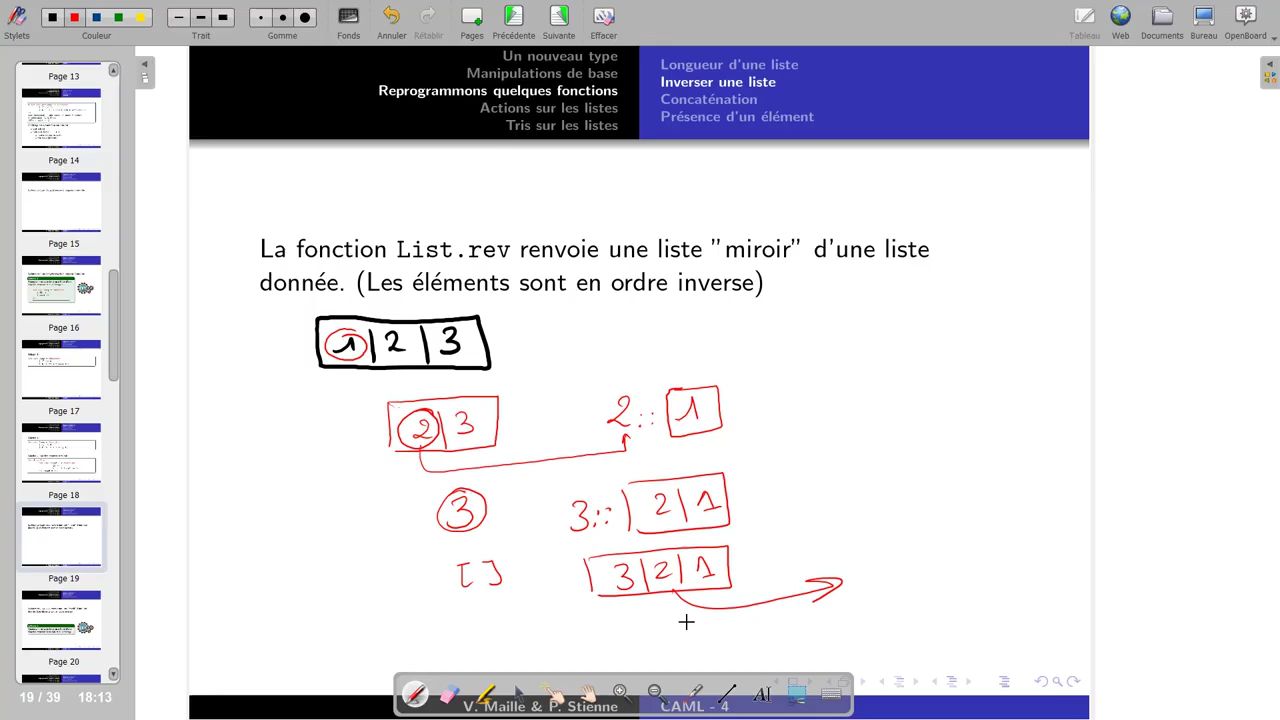 Stylets
Couleur
Trait
Gomme
Fonds
Annuler
Rétablir
Pages
Précédente
Suivante
Effacer
Tableau
Web
Documents
Bureau
OpenBoard
Page 13
Page 14
Page 15
Page 16
Page 17
Page 18
Page 19
Page 20
19 / 39
18:13
Un nouveau type
Manipulations de base
Reprogrammons quelques fonctions
Actions sur les listes
Tris sur les listes
Longueur d'une liste
Inverser une liste
Concaténation
Présence d'un élément
La fonction List.rev renvoie une liste "miroir" d'une liste
donnée. (Les éléments sont en ordre inverse)
1 | 2 | 3
2 | 3
2 :: 1
3
3 :: 2 | 1
[ ]
3 | 2 | 1
AI
V. Maille & P. Stienne
CAML - 4